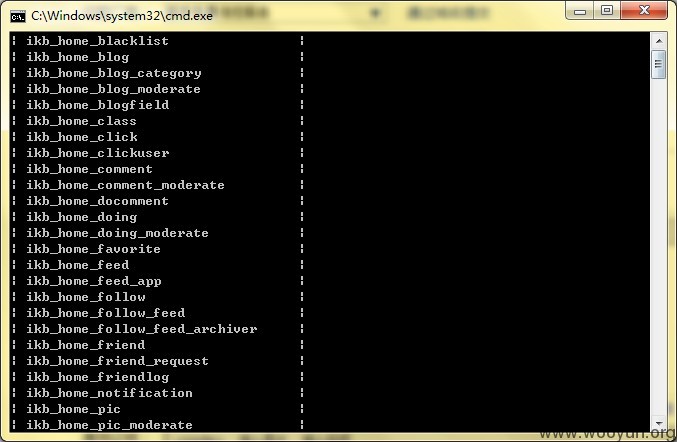 C:\Windows\system32\cmd.exe
¦ ikb_home_blacklist ¦
¦ ikb_home_blog ¦
¦ ikb_home_blog_category ¦
¦ ikb_home_blog_moderate ¦
¦ ikb_home_blogfield ¦
¦ ikb_home_class ¦
¦ ikb_home_click ¦
¦ ikb_home_clickuser ¦
¦ ikb_home_comment ¦
¦ ikb_home_comment_moderate ¦
¦ ikb_home_docomment ¦
¦ ikb_home_doing ¦
¦ ikb_home_doing_moderate ¦
¦ ikb_home_favorite ¦
¦ ikb_home_feed ¦
¦ ikb_home_feed_app ¦
¦ ikb_home_follow ¦
¦ ikb_home_follow_feed ¦
¦ ikb_home_follow_feed_archiver ¦
¦ ikb_home_friend ¦
¦ ikb_home_friend_request ¦
¦ ikb_home_friendlog ¦
¦ ikb_home_notification ¦
¦ ikb_home_pic ¦
¦ ikb_home_pic_moderate ¦
www.wooyun.org